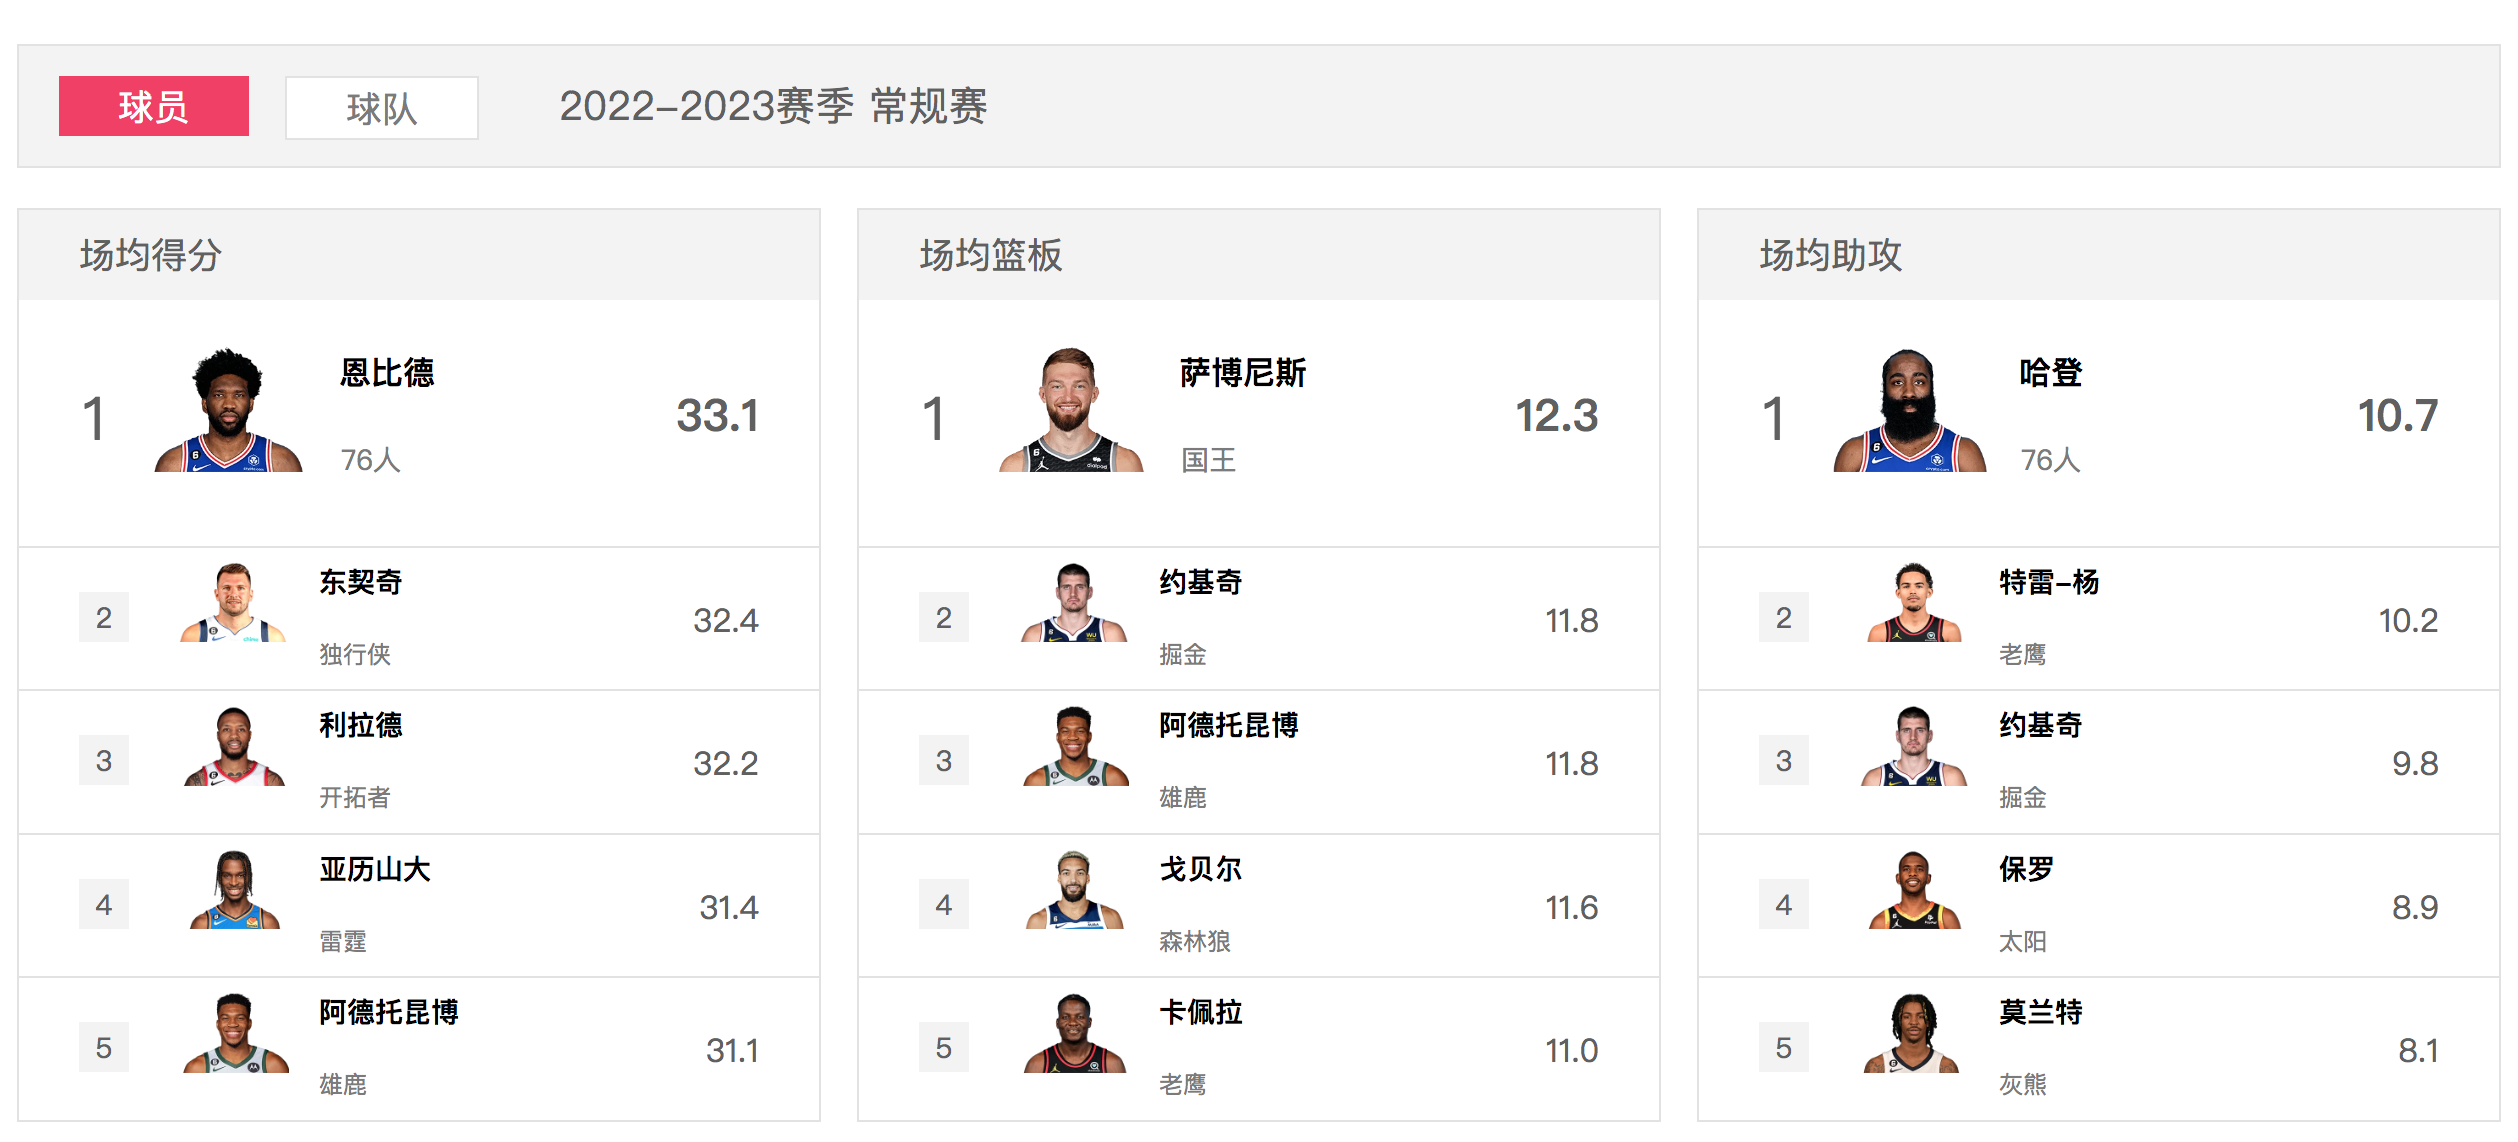 球员 球队 2022-2023赛季 常规赛
场均得分
1 恩比德 33.1
76人
2 东契奇 32.4
独行侠
3 利拉德 32.2
开拓者
4 亚历山大 31.4
雷霆
5 阿德托昆博 31.1
雄鹿
场均篮板
1 萨博尼斯 12.3
国王
2 约基奇 11.8
掘金
3 阿德托昆博 11.8
雄鹿
4 戈贝尔 11.6
森林狼
5 卡佩拉 11.0
老鹰
场均助攻
1 哈登 10.7
76人
2 特雷-杨 10.2
老鹰
3 约基奇 9.8
掘金
4 保罗 8.9
太阳
5 莫兰特 8.1
灰熊